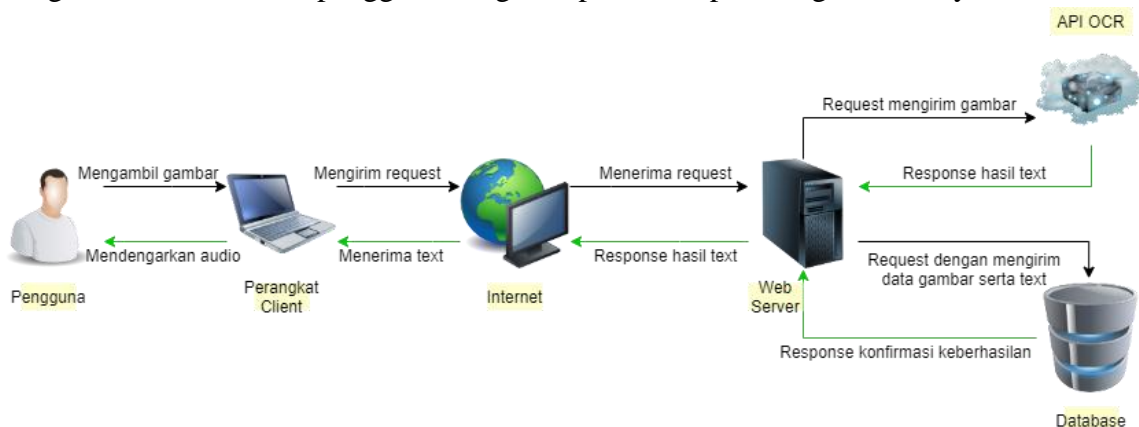 API OCR
Request mengirim gambar
Mengambil gambar
Mengirim request
Menerima request
Response hasil text
Mendengarkan audio
Menerima text
Response hasil text
Request dengan mengirim
data gambar serta text
Pengguna
Perangkat
Client
Internet
Web
Server
Response konfirmasi keberhasilan
Database